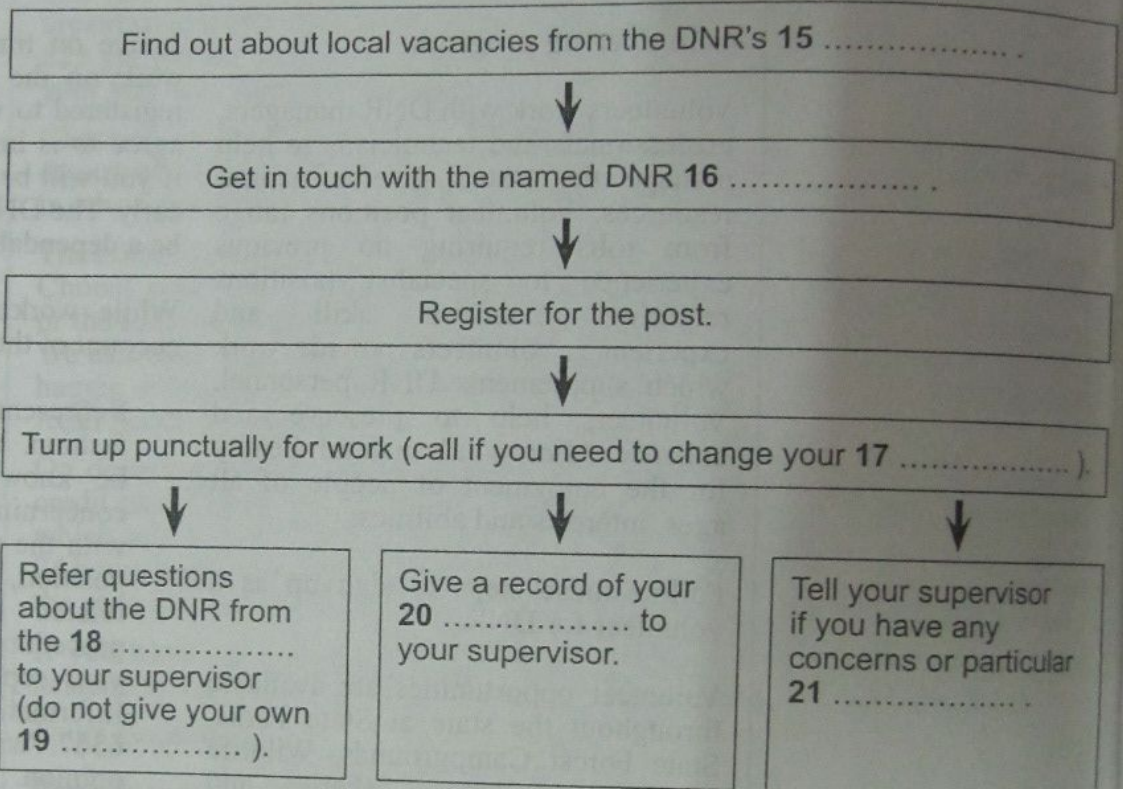 Find out about local vacancies from the DNR's 15 .................. .
Get in touch with the named DNR 16 .................. .
Register for the post.
Turn up punctually for work (call if you need to change your 17 .................. ).
Refer questions
about the DNR from
the 18 ..................
to your supervisor
(do not give your own
19 .................. ).
Give a record of your
20 .................. to
your supervisor.
Tell your supervisor
if you have any
concerns or particular
21 .................. .